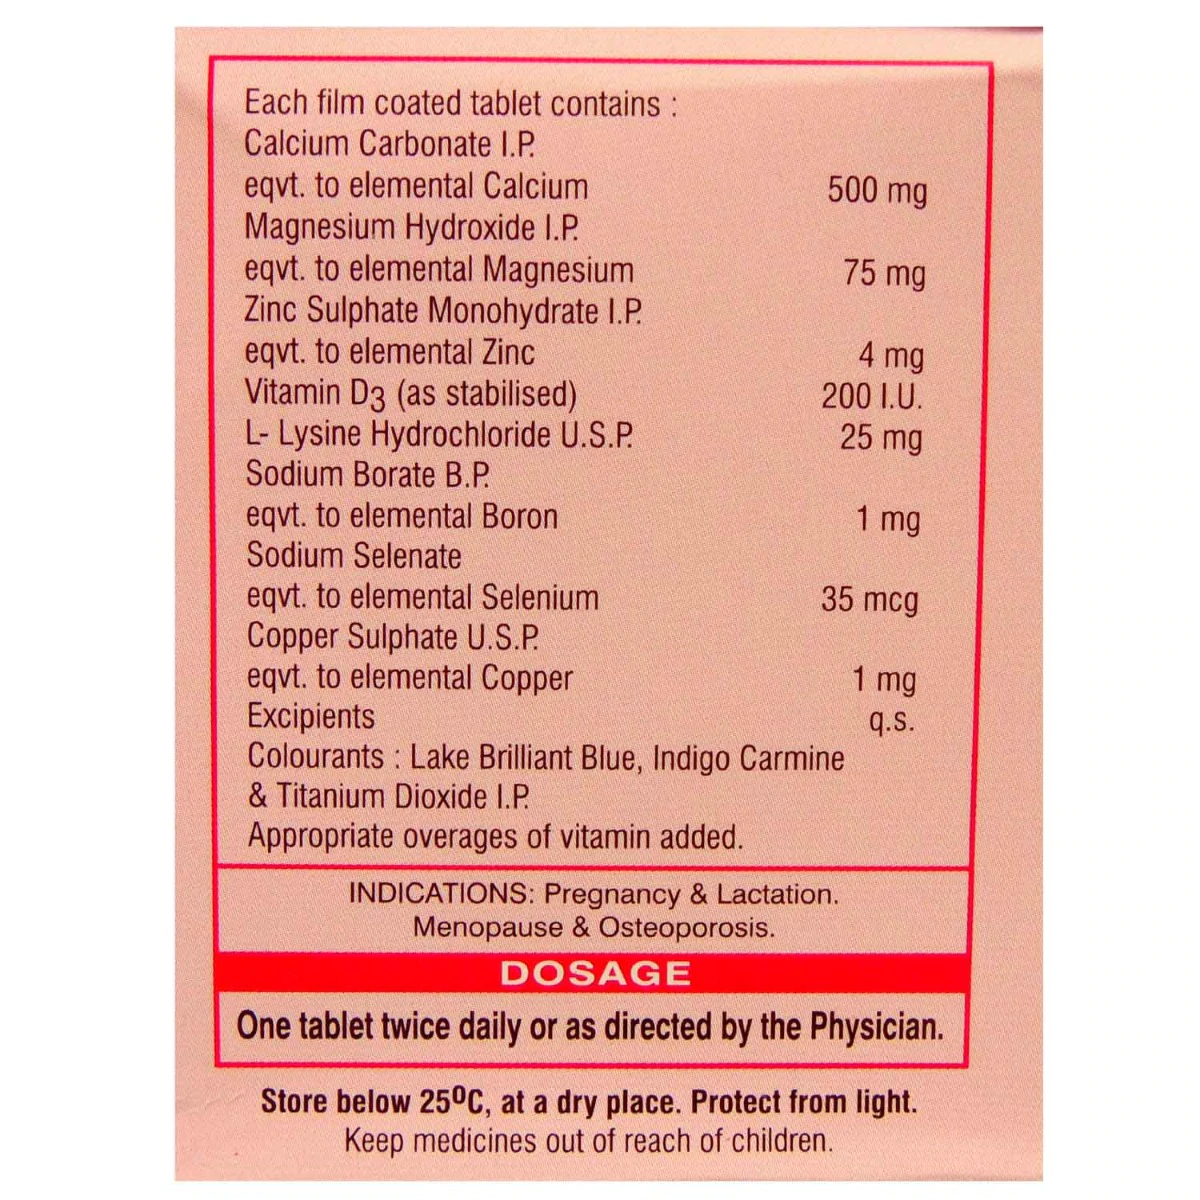 Each film coated tablet contains :
Calcium Carbonate I.P.
eqvt. to elemental Calcium 500 mg
Magnesium Hydroxide I.P.
eqvt. to elemental Magnesium 75 mg
Zinc Sulphate Monohydrate I.P.
eqvt. to elemental Zinc 4 mg
Vitamin D3 (as stabilised) 200 I.U.
L- Lysine Hydrochloride U.S.P. 25 mg
Sodium Borate B.P.
eqvt. to elemental Boron 1 mg
Sodium Selenate
eqvt. to elemental Selenium 35 mcg
Copper Sulphate U.S.P.
eqvt. to elemental Copper 1 mg
Excipients q.s.
Colourants : Lake Brilliant Blue, Indigo Carmine
& Titanium Dioxide I.P.
Appropriate overages of vitamin added.
INDICATIONS: Pregnancy & Lactation.
Menopause & Osteoporosis.
DOSAGE
One tablet twice daily or as directed by the Physician.
Store below 25ºC, at a dry place. Protect from light.
Keep medicines out of reach of children.